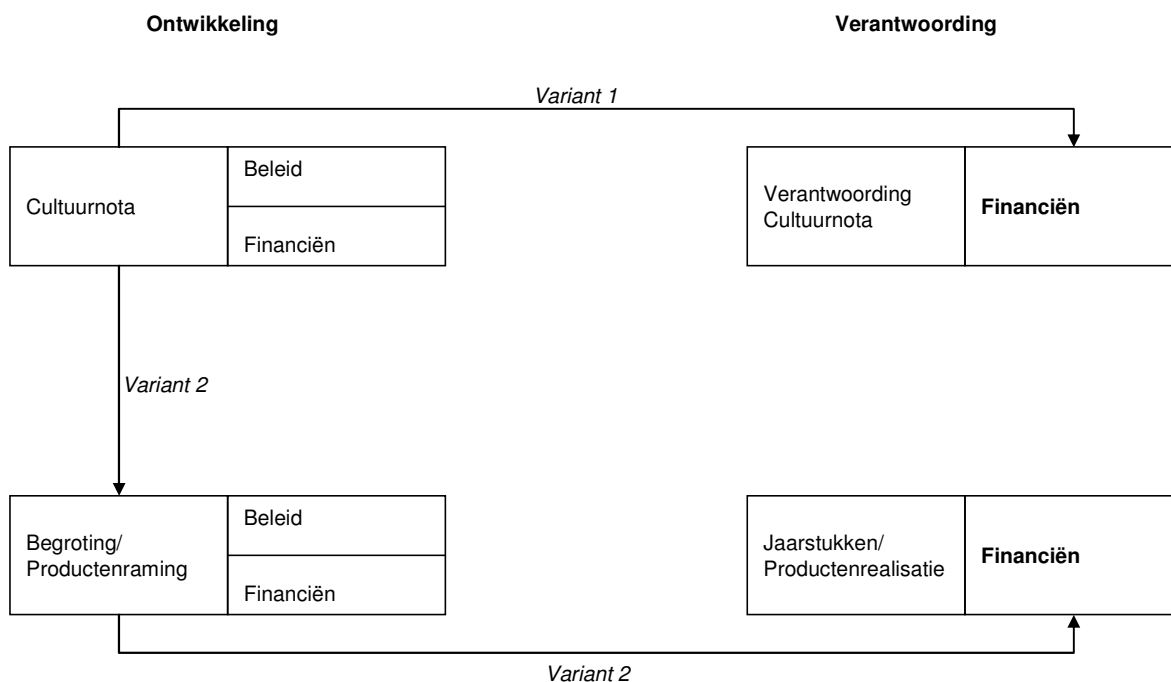 Ontwikkeling
Verantwoording
Variant 1
Cultuurnota
Beleid
Financiën
Verantwoording
Cultuurnota
Financiën
Variant 2
Begroting/
Productenraming
Beleid
Financiën
Jaarstukken/
Productenrealisatie
Financiën
Variant 2